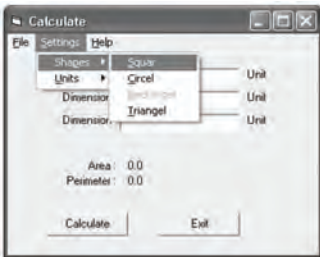 Calculate
File Settings Help
Shapes Squar
Unit
Units Circel
Dimension Unit
Triangel
Dimension Unit
Area : 0.0
Perimeter : 0.0
Calculate Exit